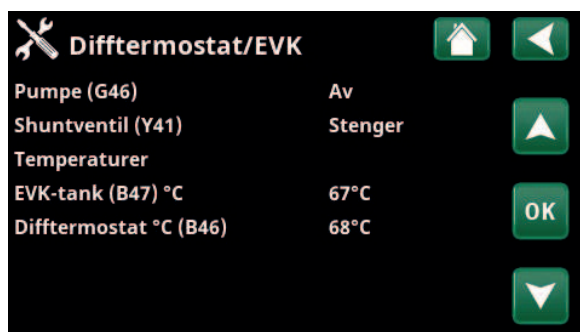 Difftermostat/EVK
Pumpe (G46) Av
Shuntventil (Y41) Stenger
Temperaturer
EVK-tank (B47) °C 67°C
Difftermostat °C (B46) 68°C
OK